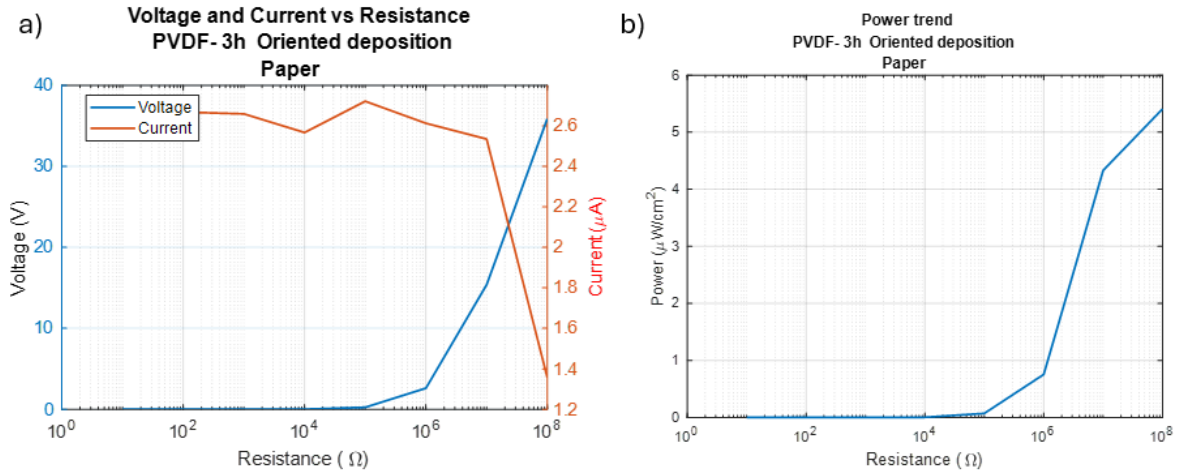 a)
Voltage and Current vs Resistance
PVDF- 3h Oriented deposition
Paper
Voltage
Current
40
30
20
10
0
Voltage (V)
2.6
2.4
2.2
2
1.8
1.6
1.4
1.2
Current (μA)
10^0
10^2
10^4
10^6
10^8
Resistance ( Ω)
b)
Power trend
PVDF- 3h Oriented deposition
Paper
6
5
4
3
2
1
0
Power (μ W/cm^2)
10^0
10^2
10^4
10^6
10^8
Resistance ( Ω)